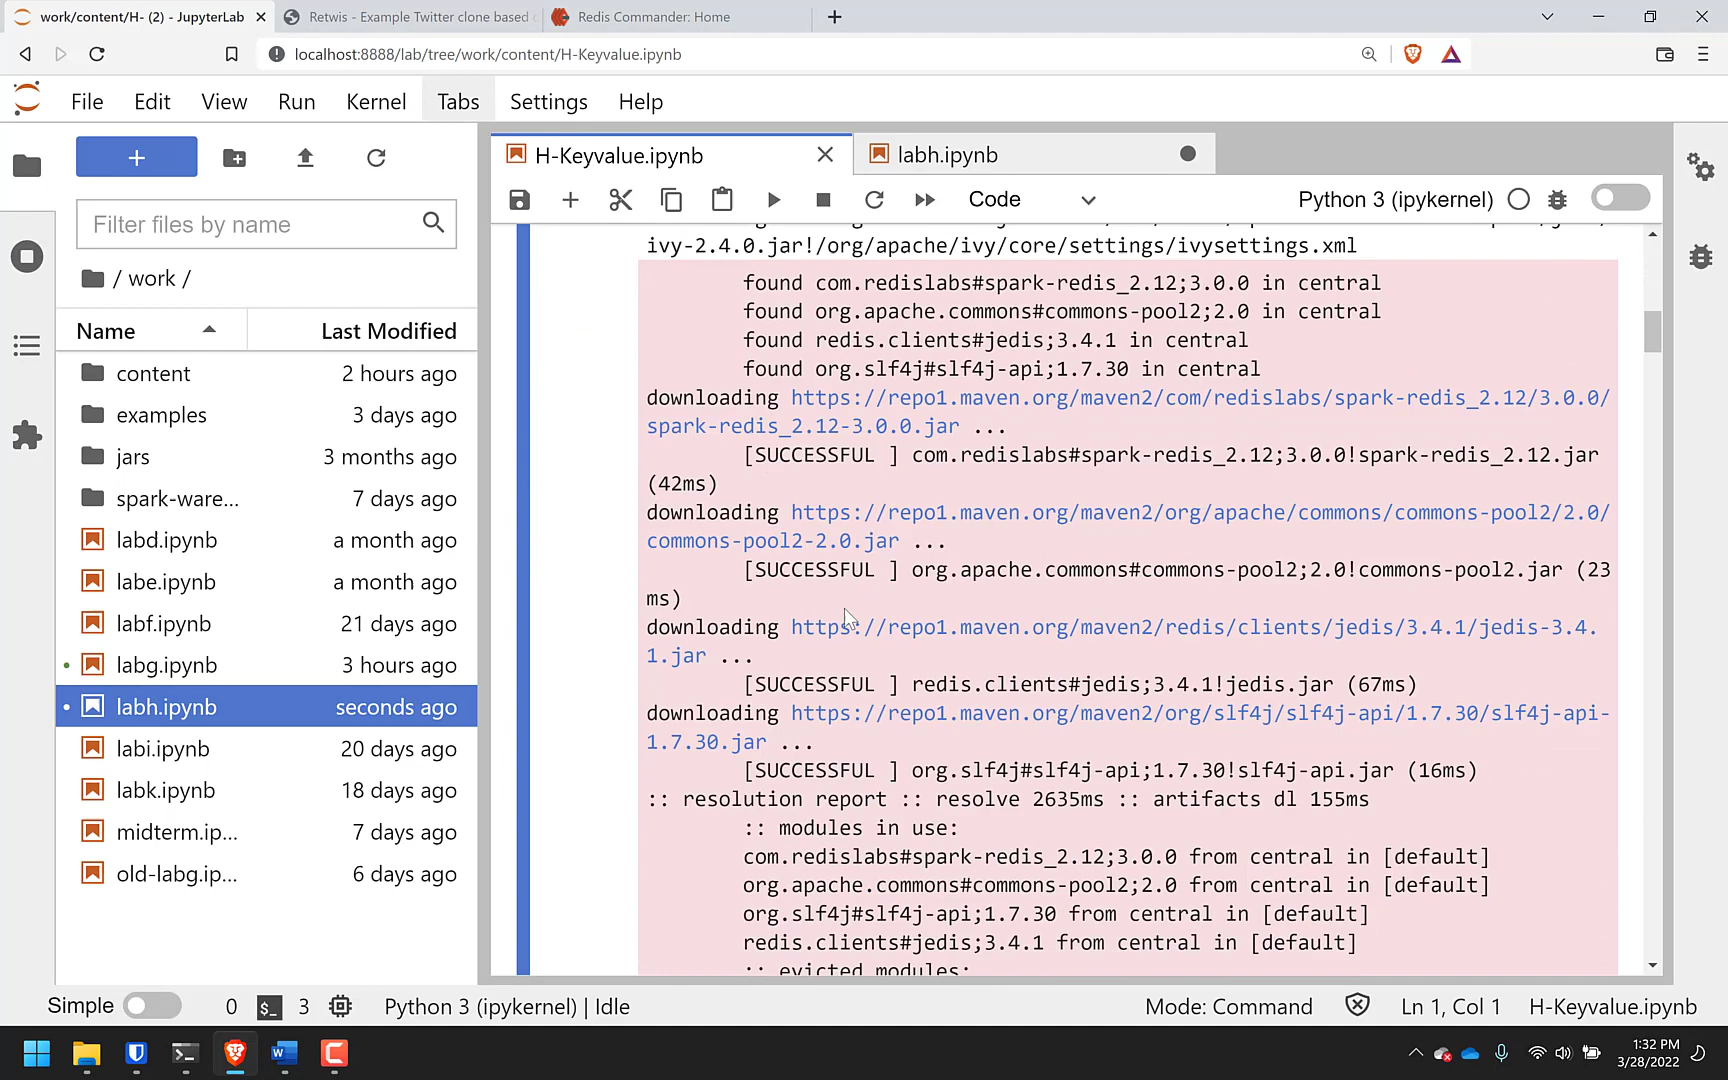 work/content/H- (2) - JupyterLab
Retwis - Example Twitter clone based
Redis Commander: Home
localhost:8888/lab/tree/work/content/H-Keyvalue.ipynb
File Edit View Run Kernel Tabs Settings Help
H-Keyvalue.ipynb
labh.ipynb
Code
Python 3 (ipykernel)
Filter files by name
/ work /
Name Last Modified
content 2 hours ago
examples 3 days ago
jars 3 months ago
spark-ware... 7 days ago
labd.ipynb a month ago
labe.ipynb a month ago
labf.ipynb 21 days ago
labg.ipynb 3 hours ago
labh.ipynb seconds ago
labi.ipynb 20 days ago
labk.ipynb 18 days ago
midterm.ip... 7 days ago
old-labg.ip... 6 days ago
ivy-2.4.0.jar!/org/apache/ivy/core/settings/ivysettings.xml
found com.redislabs#spark-redis_2.12;3.0.0 in central
found org.apache.commons#commons-pool2;2.0 in central
found redis.clients#jedis;3.4.1 in central
found org.slf4j#slf4j-api;1.7.30 in central
downloading https://repo1.maven.org/maven2/com/redislabs/spark-redis_2.12/3.0.0/
spark-redis_2.12-3.0.0.jar ...
[SUCCESSFUL ] com.redislabs#spark-redis_2.12;3.0.0!spark-redis_2.12.jar
(42ms)
downloading https://repo1.maven.org/maven2/org/apache/commons/commons-pool2/2.0/
commons-pool2-2.0.jar ...
[SUCCESSFUL ] org.apache.commons#commons-pool2;2.0!commons-pool2.jar (23
ms)
downloading https://repo1.maven.org/maven2/redis/clients/jedis/3.4.1/jedis-3.4.
1.jar ...
[SUCCESSFUL ] redis.clients#jedis;3.4.1!jedis.jar (67ms)
downloading https://repo1.maven.org/maven2/org/slf4j/slf4j-api/1.7.30/slf4j-api-
1.7.30.jar ...
[SUCCESSFUL ] org.slf4j#slf4j-api;1.7.30!slf4j-api.jar (16ms)
:: resolution report :: resolve 2635ms :: artifacts dl 155ms
:: modules in use:
com.redislabs#spark-redis_2.12;3.0.0 from central in [default]
org.apache.commons#commons-pool2;2.0 from central in [default]
org.slf4j#slf4j-api;1.7.30 from central in [default]
redis.clients#jedis;3.4.1 from central in [default]
:: evicted modules:
Simple 0 $_ 3 Python 3 (ipykernel) | Idle
Mode: Command Ln 1, Col 1 H-Keyvalue.ipynb
1:32 PM
3/28/2022